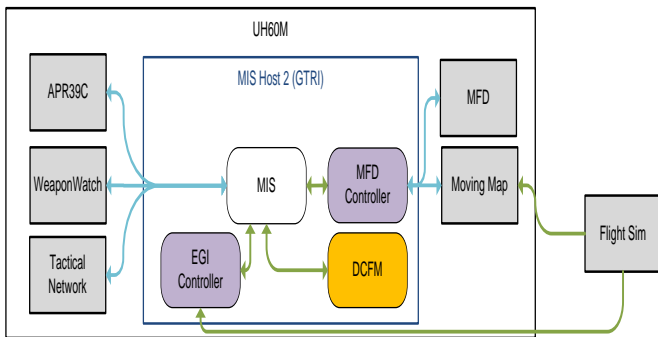 UH60M
MIS Host 2 (GTRI)
APR39C
MFD
WeaponWatch
MIS
MFD
Controller
Moving Map
Flight Sim
Tactical
Network
EGI
Controller
DCFM